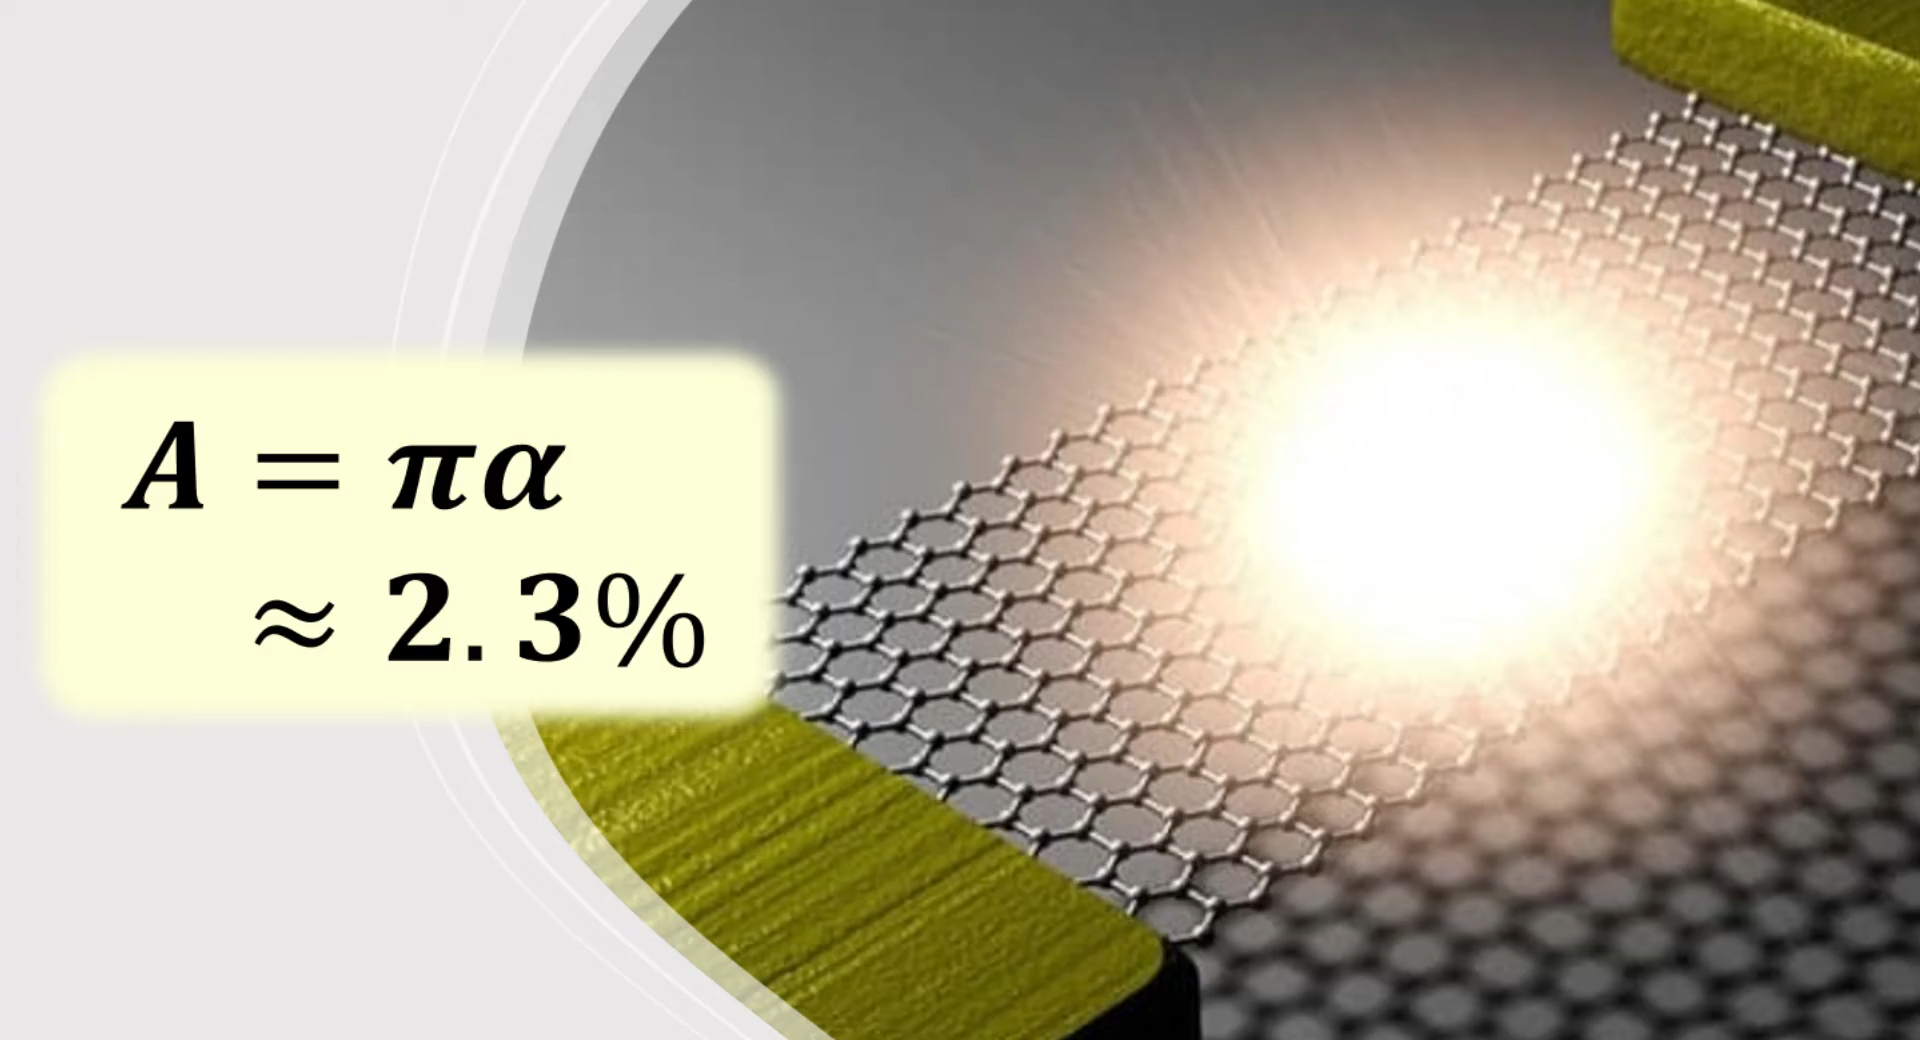 A = πα
≈ 2.3%